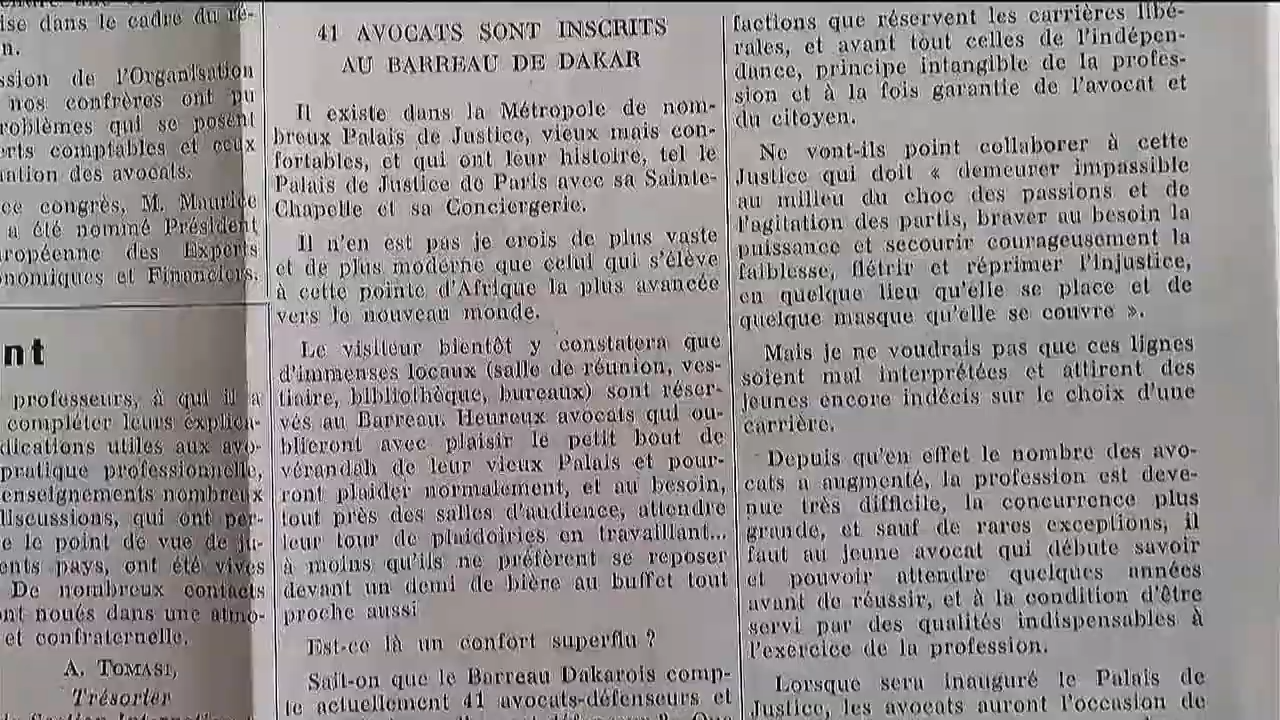 ise dans le cadre du ré-
n.
ssion de l'Organisation
nos confrères ont pu
roblèmes qui se posent
erts comptables et ceux
ation des avocats.
ce congrès, M. Maurice
a été nommé Président
uropéenne des Experts
onomiques et Financiers.
nt
professeurs, à qui il a
compléter leurs explica-
dications utiles aux avo-
pratique professionnelle,
enseignements nombreux
discussions, qui ont per-
e le point de vue de ju-
ents pays, ont été vives
De nombreux contacts
nt noués dans une atmo-
et confraternelle.
A. TOMASI,
Trésorier
41 AVOCATS SONT INSCRITS
AU BARREAU DE DAKAR
Il existe dans la Métropole de nom-
breux Palais de Justice, vieux mais con-
fortables, et qui ont leur histoire, tel le
Palais de Justice de Paris avec sa Sainte-
Chapelle et sa Conciergerie.
Il n'en est pas je crois de plus vaste
et de plus moderne que celui qui s'élève
à cette pointe d'Afrique la plus avancée
vers le nouveau monde.
Le visiteur bientôt y constatera que
d'immenses locaux (salle de réunion, ves-
tiaire, bibliothèque, bureaux) sont réser-
vés au Barreau. Heureux avocats qui ou-
blieront avec plaisir le petit bout de
vérandah de leur vieux Palais et pour-
ront plaider normalement, et au besoin,
tout près des salles d'audience, attendre
leur tour de plaidoiries en travaillant...
à moins qu'ils ne préfèrent se reposer
devant un demi de bière au buffet tout
proche aussi
Est-ce là un confort superflu ?
Sait-on que le Barreau Dakarois comp-
te actuellement 41 avocats-défenseurs et
factions que réservent les carrières libé-
rales, et avant tout celles de l'indépen-
dance, principe intangible de la profes-
sion et à la fois garantie de l'avocat et
du citoyen.
Ne vont-ils point collaborer à cette
Justice qui doit « demeurer impassible
au milieu du choc des passions et de
l'agitation des partis, braver au besoin la
puissance et secourir courageusement la
faiblesse, flétrir et réprimer l'injustice,
en quelque lieu qu'elle se place et de
quelque masque qu'elle se couvre ».
Mais je ne voudrais pas que ces lignes
soient mal interprétées et attirent des
jeunes encore indécis sur le choix d'une
carrière.
Depuis qu'en effet le nombre des avo-
cats a augmenté, la profession est deve-
nue très difficile, la concurrence plus
grande, et sauf de rares exceptions, il
faut au jeune avocat qui débute savoir
et pouvoir attendre quelques années
avant de réussir, et à la condition d'être
servi par des qualités indispensables à
l'exercice de la profession.
Lorsque sera inauguré le Palais de
Justice, les avocats auront l'occasion de